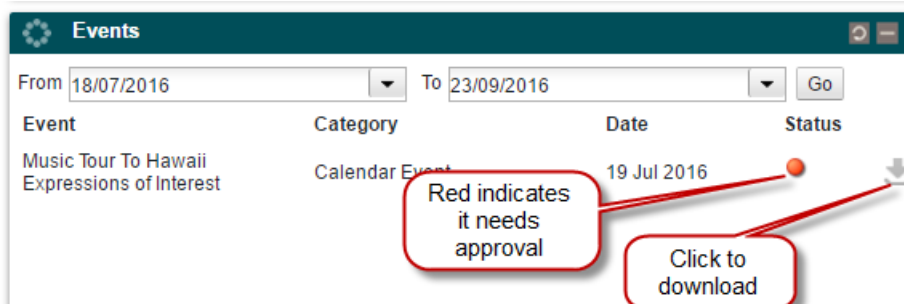 Events
From 18/07/2016 To 23/09/2016 Go
Event Category Date Status
Music Tour To Hawaii
Expressions of Interest
Calendar Event 19 Jul 2016
Red indicates
it needs
approval
Click to
download